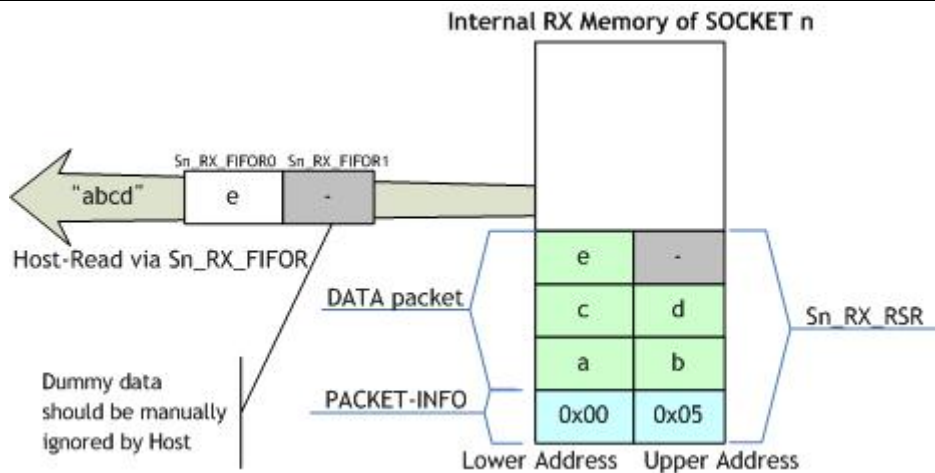 Internal RX Memory of SOCKET n
Sn_RX_FIFOR0 Sn_RX_FIFOR1
"abcd" e -
Host-Read via Sn_RX_FIFOR
e -
DATA packet
c d
Sn_RX_RSR
a b
Dummy data
should be manually
ignored by Host
PACKET-INFO
0x00 0x05
Lower Address Upper Address